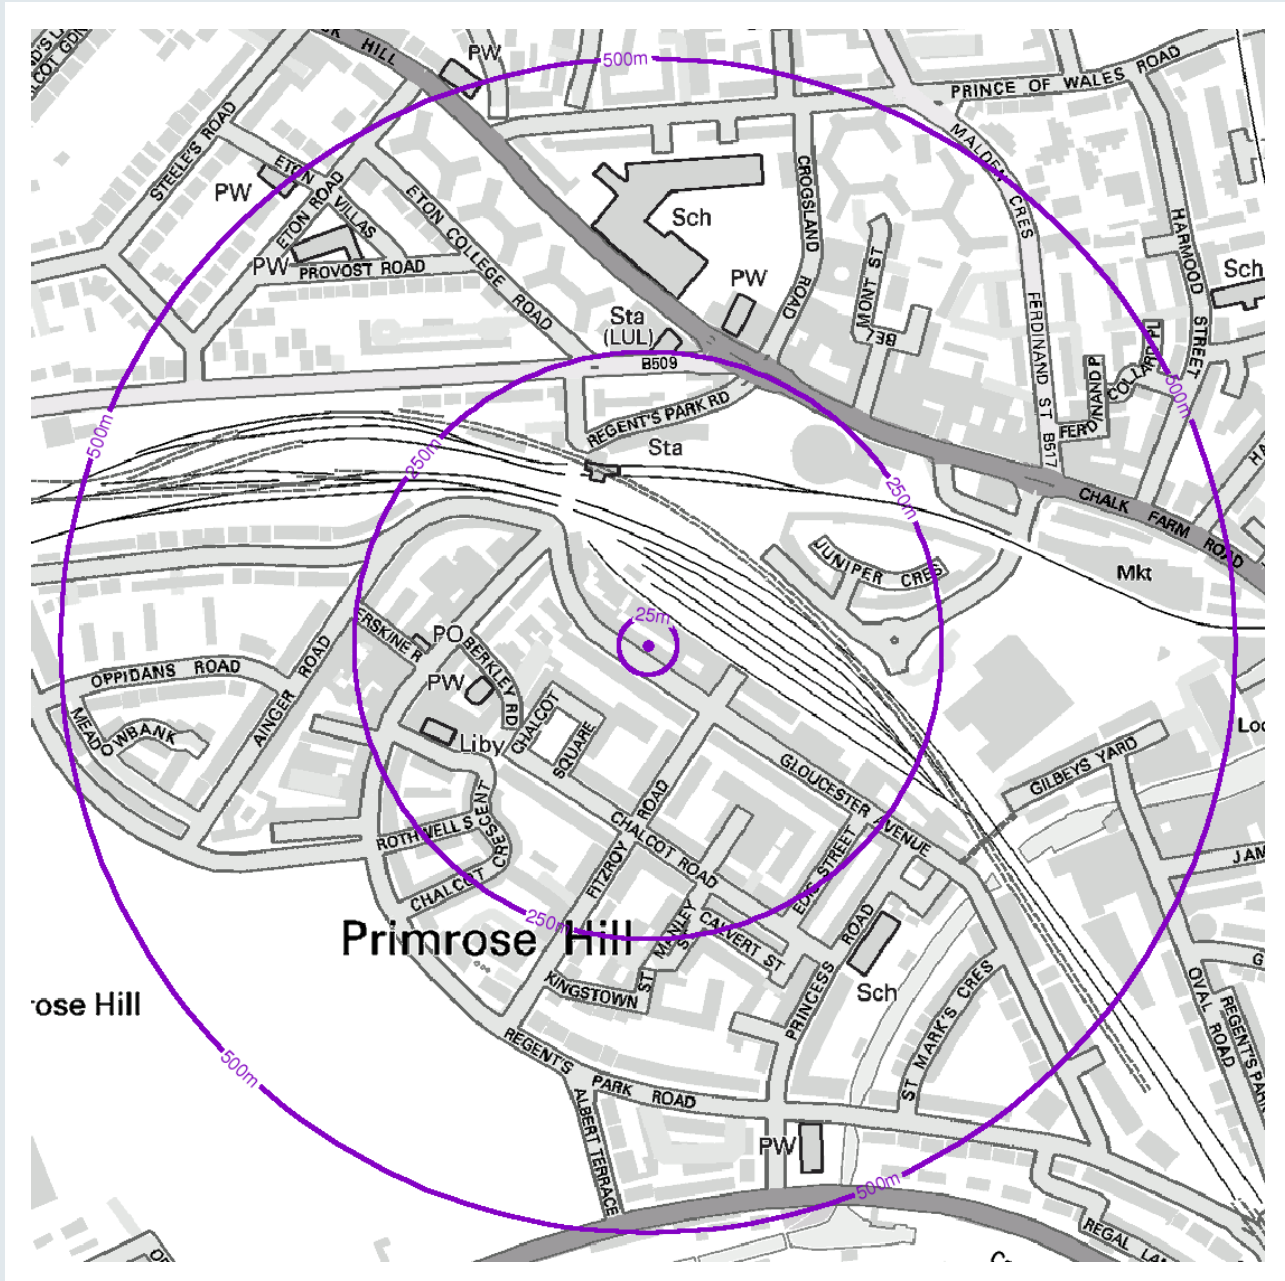 HILL
PW
500m
PRINCE OF WALES ROAD
STEELE'S ROAD
MALDEN CRES
ETON VILLAS
PW
ETON ROAD
ETON COLLEGE ROAD
CROGSLAND ROAD
Sch
HARMOOD STREET
PW
PROVOST ROAD
PW
Sch
Sta
(LUL)
BELMONT ST
FERDINAND ST
B509
FERDINAND P
COLLARD PL
500m
REGENT'S PARK RD
500m
250m
Sta
B517
250m
CHALK FARM ROAD
JUNIPER CRES
Mkt
25m
ERSKINE R
PO
BERKLEY RD
OPPIDANS ROAD
AINGER ROAD
PW
MEADOWBANK
CHALCOT SQUARE
Liby
GILBEYS YARD
GLOUCESTER AVENUE
ROTHWELL S
CHALCOT CRESCENT
FITZROY ROAD
CHALCOT ROAD
EDIS STREET
JAM
250m
Primrose Hill
MANLEY ST
CALVERT ST
PRINCESS ROAD
KINGSTOWN ST
Sch
ST MARK'S CRES
OVAL ROAD
rose Hill
500m
REGENT'S PARK ROAD
ALBERT TERRACE
PW
500m
REGAL LAN